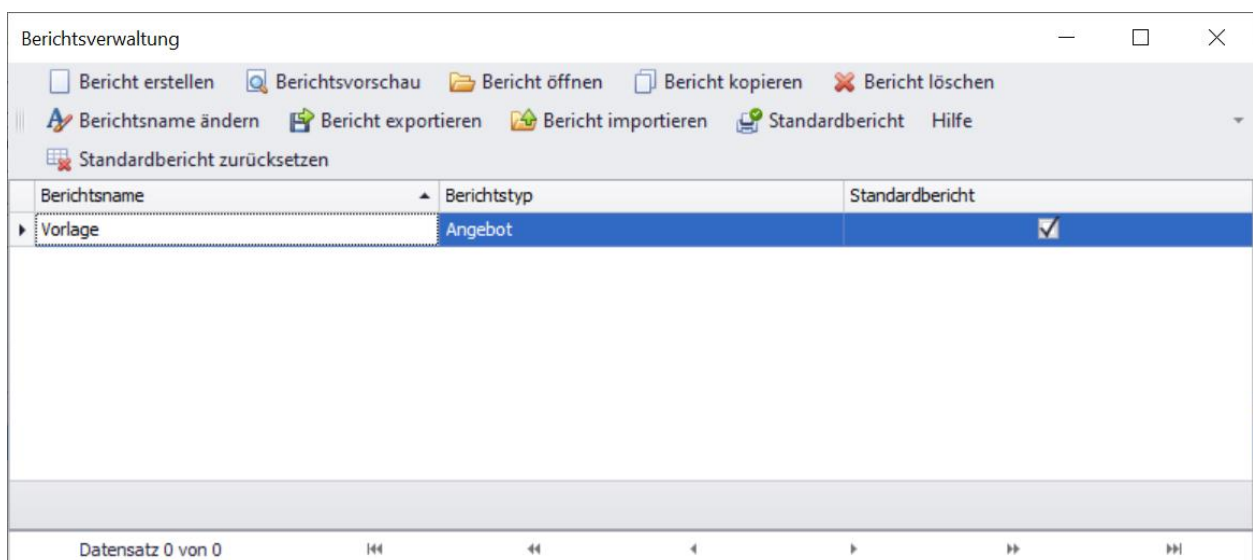 Berichtsverwaltung
Bericht erstellen Berichtsvorschau Bericht öffnen Bericht kopieren Bericht löschen
Berichtsname ändern Bericht exportieren Bericht importieren Standardbericht Hilfe
Standardbericht zurücksetzen
Berichtsname Berichtstyp Standardbericht
Vorlage Angebot
Datensatz 0 von 0